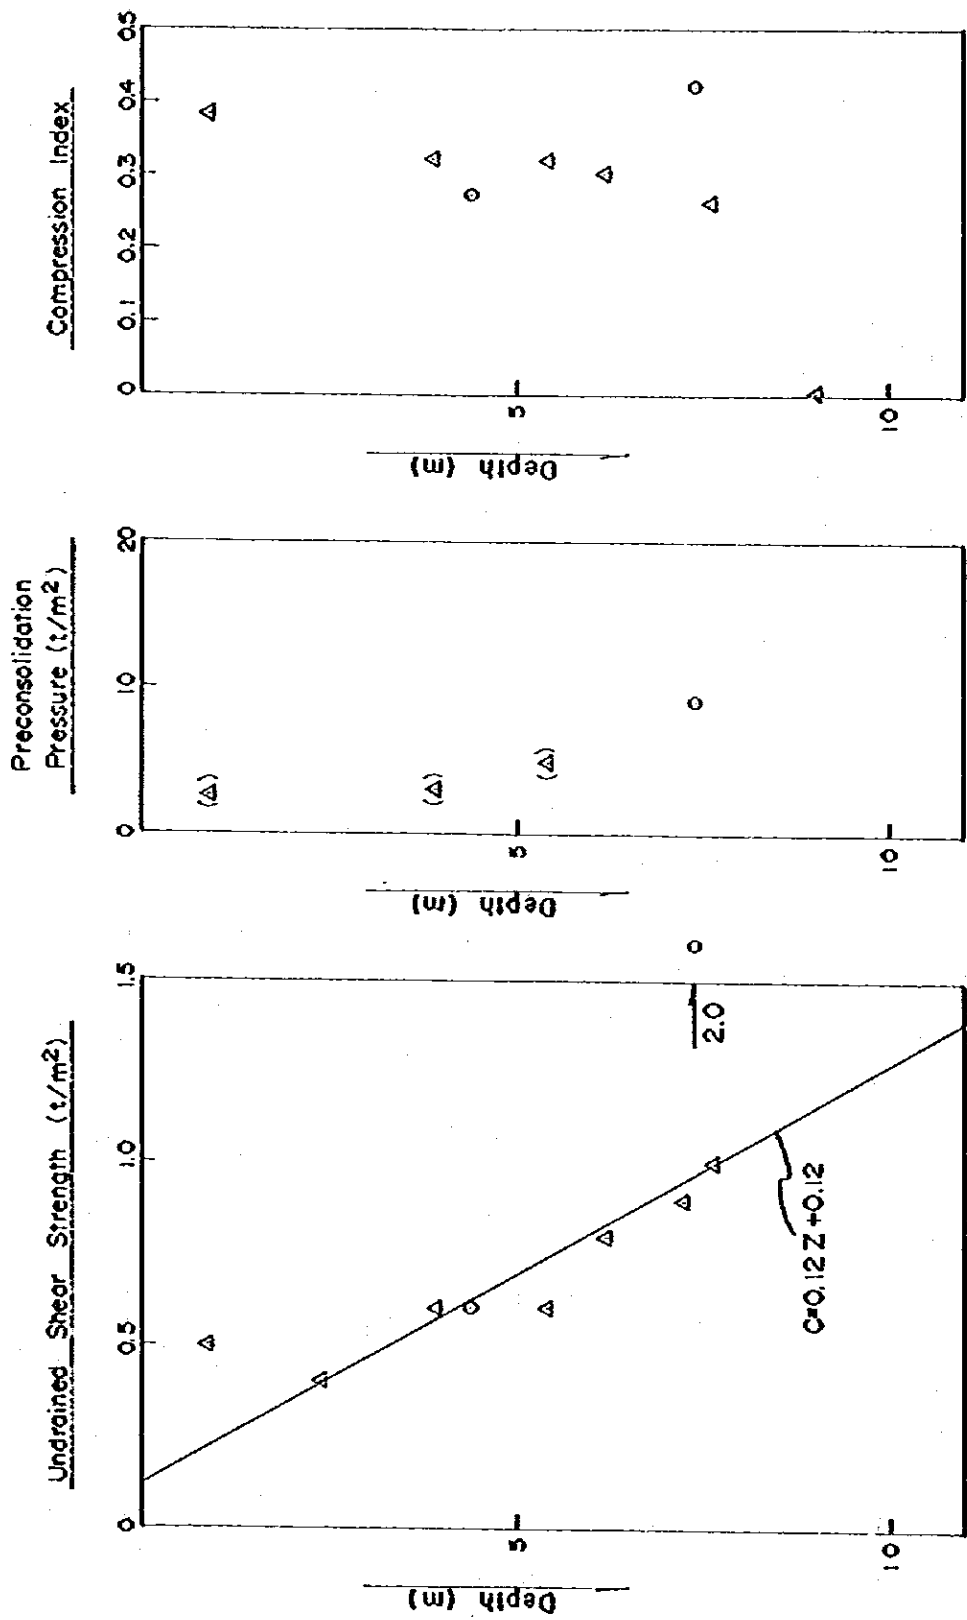 Undrained Shear Strength (t/m²)
0 0.5 1.0 1.5
Depth (m)
5
10
2.0
C=0.12 Z+0.12
Preconsolidation
Pressure (t/m²)
0 10 20
Depth (m)
5
10
Compression Index
0 0.1 0.2 0.3 0.4 0.5
Depth (m)
5
10